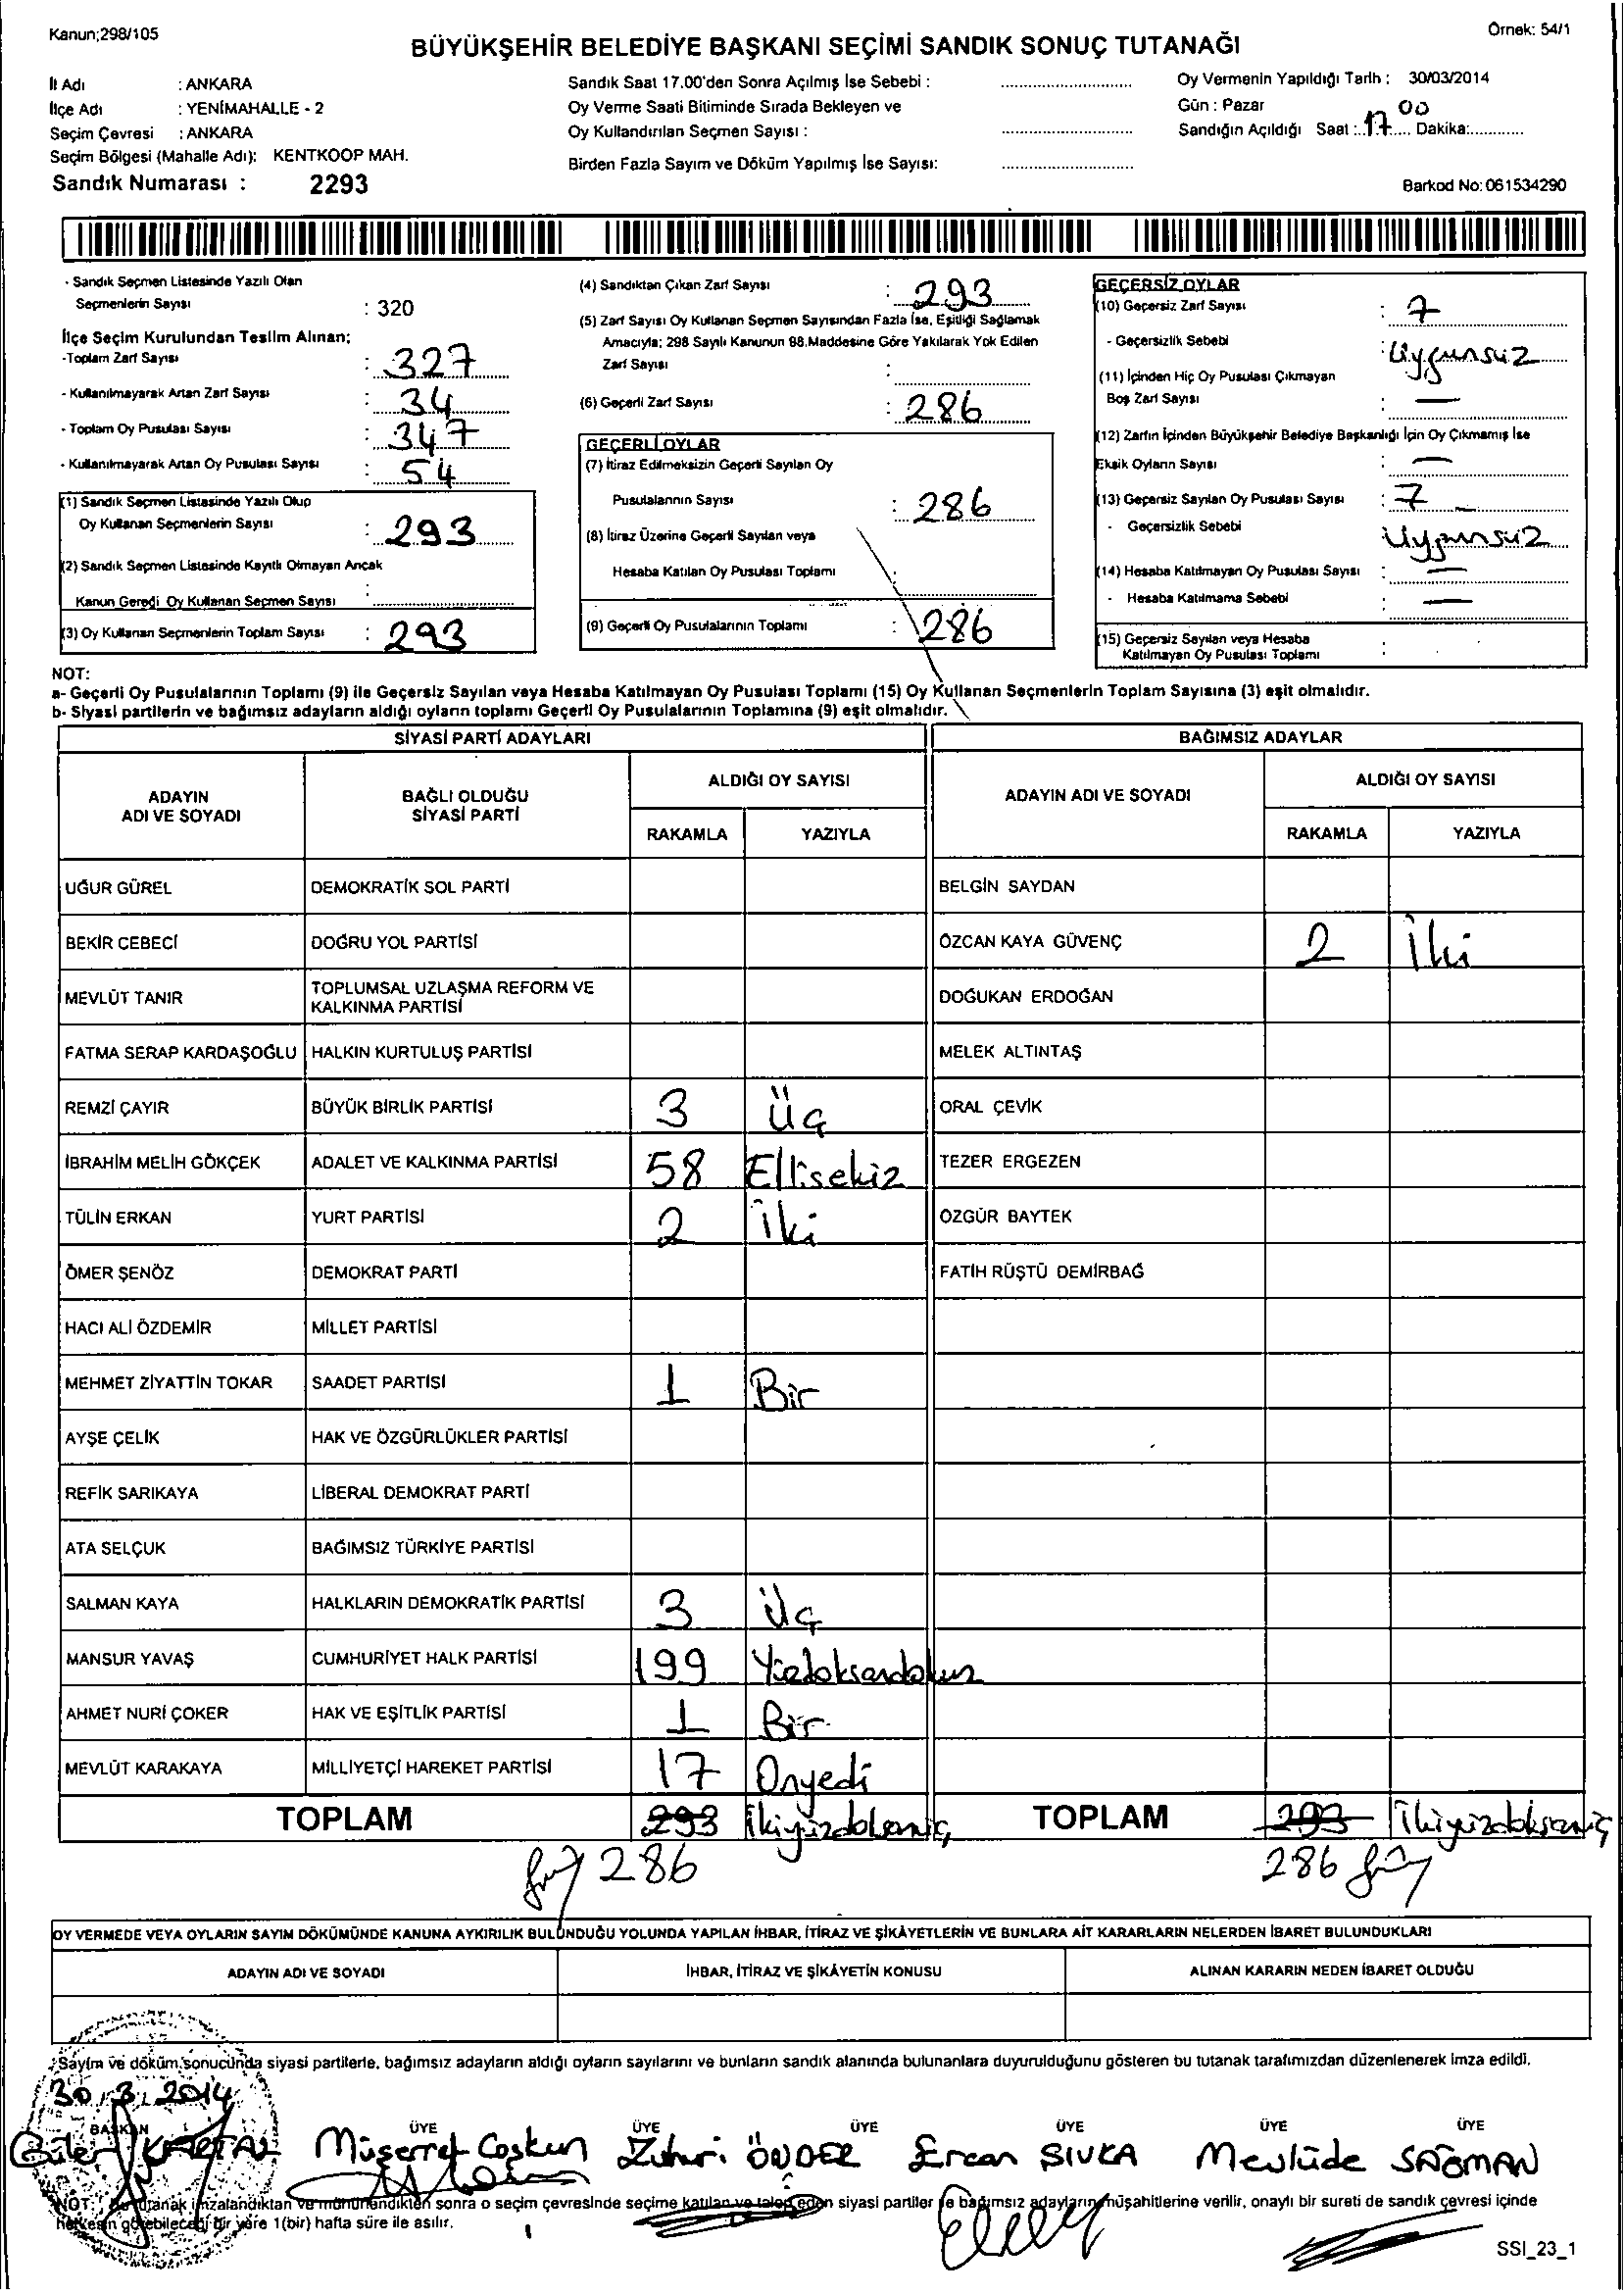 Kanun;298/105
Örnek: 54/1
BÜYÜKŞEHİR BELEDİYE BAŞKANI SEÇİMİ SANDIK SONUÇ TUTANAĞI
İl Adı : ANKARA
İlçe Adı : YENİMAHALLE - 2
Seçim Çevresi : ANKARA
Seçim Bölgesi (Mahalle Adı): KENTKOOP MAH.
Sandık Numarası : 2293
Sandık Saat 17.00'den Sonra Açılmış İse Sebebi :
Oy Verme Saati Bitiminde Sırada Bekleyen ve
Oy Kullandırılan Seçmen Sayısı :
Birden Fazla Sayım ve Döküm Yapılmış İse Sayısı:
Oy Vermenin Yapıldığı Tarih : 30/03/2014
Gün : Pazar
Sandığın Açıldığı Saat : 17 Dakika: 00
Barkod No: 061534290
- Sandık Seçmen Listesinde Yazılı Olan
Seçmenlerin Sayısı : 320
İlçe Seçim Kurulundan Teslim Alınan;
-Toplam Zarf Sayısı : 327
- Kullanılmayarak Artan Zarf Sayısı : 34
- Toplam Oy Pusulası Sayısı : 347
- Kullanılmayarak Artan Oy Pusulası Sayısı : 54
(1) Sandık Seçmen Listesinde Yazılı Olup
Oy Kullanan Seçmenlerin Sayısı : 293
(2) Sandık Seçmen Listesinde Kayıtlı Olmayan Ancak
Kanun Gereği Oy Kullanan Seçmen Sayısı :
(3) Oy Kullanan Seçmenlerin Toplam Sayısı : 293
(4) Sandıktan Çıkan Zarf Sayısı : 293
(5) Zarf Sayısı Oy Kullanan Seçmen Sayısından Fazla İse, Eşitliği Sağlamak
Amacıyla; 298 Sayılı Kanunun 98.Maddesine Göre Yakılarak Yok Edilen
Zarf Sayısı :
(6) Geçerli Zarf Sayısı : 286
GEÇERLİ OYLAR
(7) İtiraz Edilmeksizin Geçerli Sayılan Oy
Pusulalarının Sayısı : 286
(8) İtiraz Üzerine Geçerli Sayılan veya
Hesaba Katılan Oy Pusulası Toplamı :
(9) Geçerli Oy Pusulalarının Toplamı : 286
GEÇERSİZ OYLAR
(10) Geçersiz Zarf Sayısı : 7
- Geçersizlik Sebebi : Uygunsuz
(11) İçinden Hiç Oy Pusulası Çıkmayan
Boş Zarf Sayısı : —
(12) Zarfın İçinden Büyükşehir Belediye Başkanlığı İçin Oy Çıkmamış İse
Eksik Oyların Sayısı : —
(13) Geçersiz Sayılan Oy Pusulası Sayısı : 7
- Geçersizlik Sebebi Uygunsuz
(14) Hesaba Katılmayan Oy Pusulası Sayısı : —
- Hesaba Katılmama Sebebi : —
(15) Geçersiz Sayılan veya Hesaba
Katılmayan Oy Pusulası Toplamı :
NOT:
a- Geçerli Oy Pusulalarının Toplamı (9) ile Geçersiz Sayılan veya Hesaba Katılmayan Oy Pusulası Toplamı (15) Oy Kullanan Seçmenlerin Toplam Sayısına (3) eşit olmalıdır.
b- Siyasi partilerin ve bağımsız adayların aldığı oyların toplamı Geçerli Oy Pusulalarının Toplamına (9) eşit olmalıdır.
SİYASİ PARTİ ADAYLARI
BAĞIMSIZ ADAYLAR
ADAYIN ADI VE SOYADI
BAĞLI OLDUĞU SİYASİ PARTİ
ALDIĞI OY SAYISI
RAKAMLA YAZIYLA
ADAYIN ADI VE SOYADI
ALDIĞI OY SAYISI
RAKAMLA YAZIYLA
UĞUR GÜREL DEMOKRATİK SOL PARTİ BELGİN SAYDAN
BEKİR CEBECİ DOĞRU YOL PARTİSİ ÖZCAN KAYA GÜVENÇ 2 İki
MEVLÜT TANIR TOPLUMSAL UZLAŞMA REFORM VE KALKINMA PARTİSİ DOĞUKAN ERDOĞAN
FATMA SERAP KARDAŞOĞLU HALKIN KURTULUŞ PARTİSİ MELEK ALTINTAŞ
REMZİ ÇAYIR BÜYÜK BİRLİK PARTİSİ 3 Üç ORAL ÇEVİK
İBRAHİM MELİH GÖKÇEK ADALET VE KALKINMA PARTİSİ 58 Ellisekiz TEZER ERGEZEN
TÜLİN ERKAN YURT PARTİSİ 2 İki ÖZGÜR BAYTEK
ÖMER ŞENÖZ DEMOKRAT PARTİ FATİH RÜŞTÜ DEMİRBAĞ
HACI ALİ ÖZDEMİR MİLLET PARTİSİ
MEHMET ZİYATTİN TOKAR SAADET PARTİSİ 1 Bir
AYŞE ÇELİK HAK VE ÖZGÜRLÜKLER PARTİSİ
REFİK SARIKAYA LİBERAL DEMOKRAT PARTİ
ATA SELÇUK BAĞIMSIZ TÜRKİYE PARTİSİ
SALMAN KAYA HALKLARIN DEMOKRATİK PARTİSİ 3 Üç
MANSUR YAVAŞ CUMHURİYET HALK PARTİSİ 199 Yüzdoksandokuz
AHMET NURİ ÇOKER HAK VE EŞİTLİK PARTİSİ 1 Bir
MEVLÜT KARAKAYA MİLLİYETÇİ HAREKET PARTİSİ 17 Onyedi
TOPLAM 293 İkiyüzdoksanüç TOPLAM 293 İkiyüzdoksanüç
286 286
OY VERMEDE VEYA OYLARIN SAYIM DÖKÜMÜNDE KANUNA AYKIRILIK BULUNDUĞU YOLUNDA YAPILAN İHBAR, İTİRAZ VE ŞİKÂYETLERİN VE BUNLARA AİT KARARLARIN NELERDEN İBARET BULUNDUKLARI
ADAYIN ADI VE SOYADI İHBAR, İTİRAZ VE ŞİKÂYETİN KONUSU ALINAN KARARIN NEDEN İBARET OLDUĞU
Sayım ve döküm sonucunda siyasi partilerle, bağımsız adayların aldığı oyların sayılarını ve bunların sandık alanında bulunanlara duyurulduğunu gösteren bu tutanak tarafımızdan düzenlenerek imza edildi.
30.3.2014
BAŞKAN ÜYE ÜYE ÜYE ÜYE ÜYE ÜYE
Güler KARTAL Müşerref Coşkun Zuhuri ÖNDER Ercan SIVKA Mevlüde SAĞMAN
NOT: Bu tutanak imzalandıktan ve mühürlendikten sonra o seçim çevresinde seçime katılan ve talep eden siyasi partiler ile bağımsız adayların müşahitlerine verilir, onaylı bir sureti de sandık çevresi içinde
herkesin görebileceği bir yere 1(bir) hafta süre ile asılır.
SSI_23_1